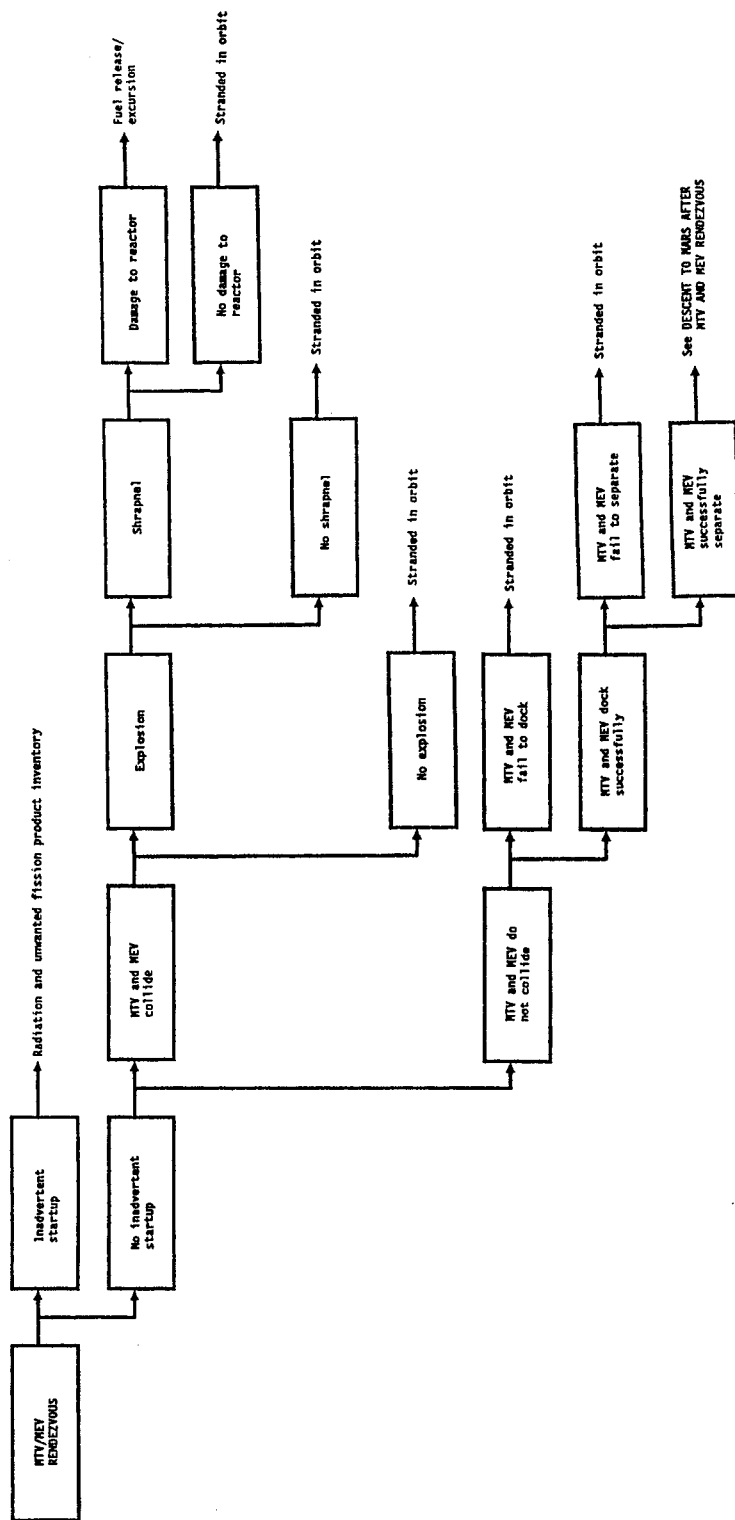 MTV/MEV
RENDEZVOUS
Inadvertent
startup
Radiation and unwanted fission product inventory
No inadvertent
startup
MTV and MEV
collide
Explosion
Shrapnel
Damage to reactor
Fuel release/
excursion
No damage to
reactor
Stranded in orbit
No shrapnel
Stranded in orbit
No explosion
Stranded in orbit
MTV and MEV do
not collide
MTV and MEV
fail to dock
Stranded in orbit
MTV and MEV dock
successfully
MTV and MEV
fail to separate
Stranded in orbit
MTV and MEV
successfully
separate
See DESCENT TO MARS AFTER
MTV AND MEV RENDEZVOUS